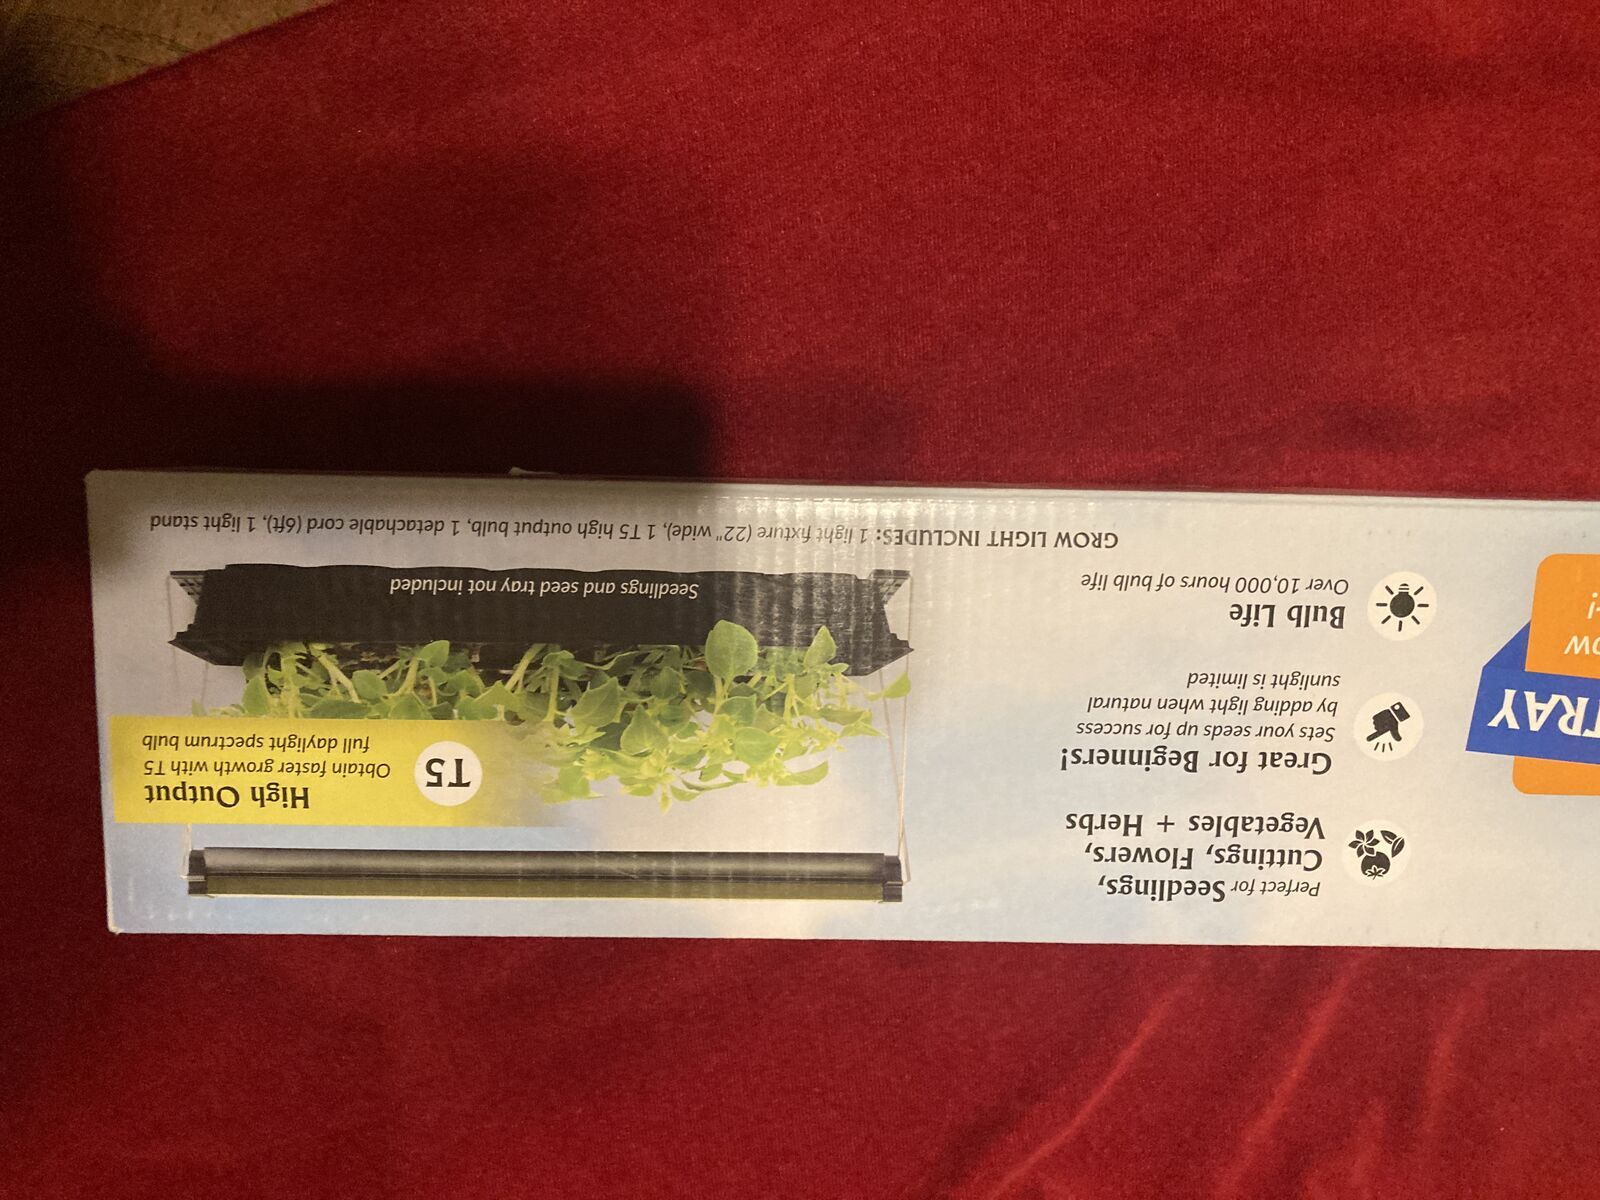 TRAY
Perfect for Seedlings,
Cuttings, Flowers,
Vegetables + Herbs
Great for Beginners!
Sets your seeds up for success
by adding light when natural
sunlight is limited
Bulb Life
Over 10,000 hours of bulb life
T5
High Output
Obtain faster growth with T5
full daylight spectrum bulb
Seedlings and seed tray not included
GROW LIGHT INCLUDES: 1 light fixture (22" wide), 1 T5 high output bulb, 1 detachable cord (6ft), 1 light stand